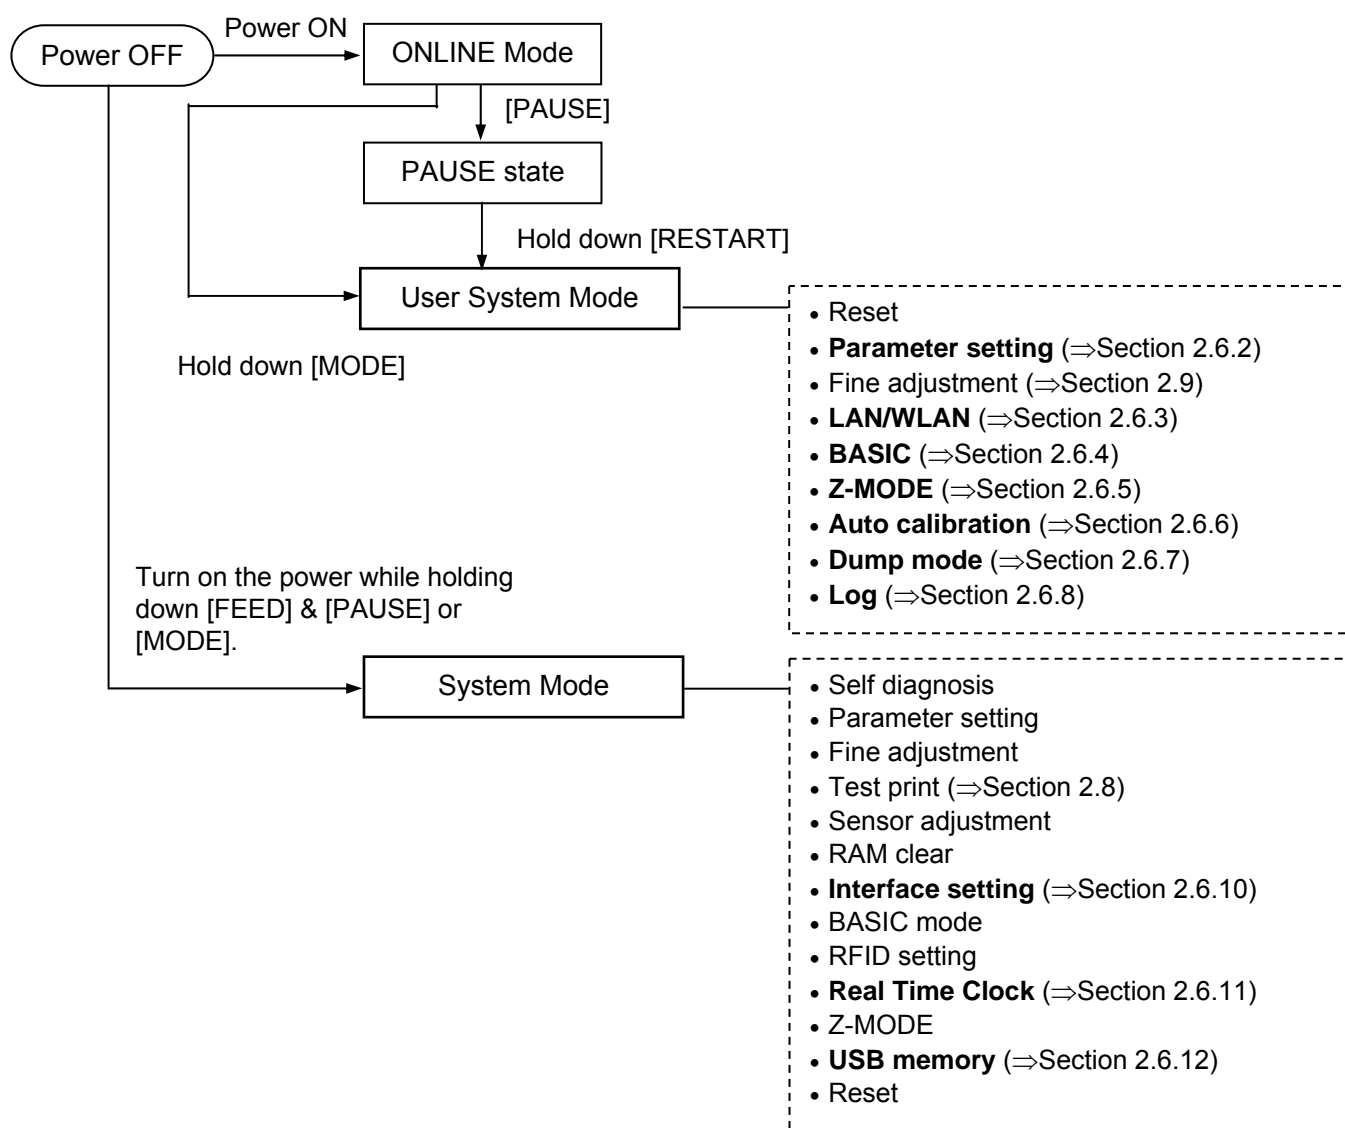 Power OFF
Power ON
ONLINE Mode
[PAUSE]
PAUSE state
Hold down [RESTART]
User System Mode
Hold down [MODE]
• Reset
• Parameter setting (⇒Section 2.6.2)
• Fine adjustment (⇒Section 2.9)
• LAN/WLAN (⇒Section 2.6.3)
• BASIC (⇒Section 2.6.4)
• Z-MODE (⇒Section 2.6.5)
• Auto calibration (⇒Section 2.6.6)
• Dump mode (⇒Section 2.6.7)
• Log (⇒Section 2.6.8)
Turn on the power while holding
down [FEED] & [PAUSE] or
[MODE].
System Mode
• Self diagnosis
• Parameter setting
• Fine adjustment
• Test print (⇒Section 2.8)
• Sensor adjustment
• RAM clear
• Interface setting (⇒Section 2.6.10)
• BASIC mode
• RFID setting
• Real Time Clock (⇒Section 2.6.11)
• Z-MODE
• USB memory (⇒Section 2.6.12)
• Reset